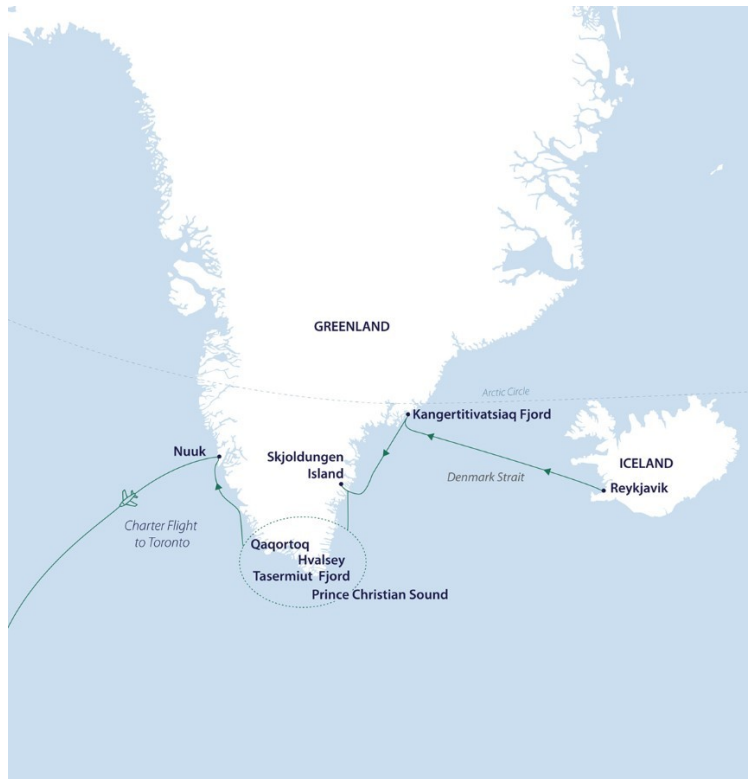 GREENLAND
Arctic Circle
Kangertitivatsiaq Fjord
Nuuk
Skjoldungen
Island
ICELAND
Denmark Strait
Reykjavik
Charter Flight
to Toronto
Qaqortoq
Hvalsey
Tasermiut Fjord
Prince Christian Sound